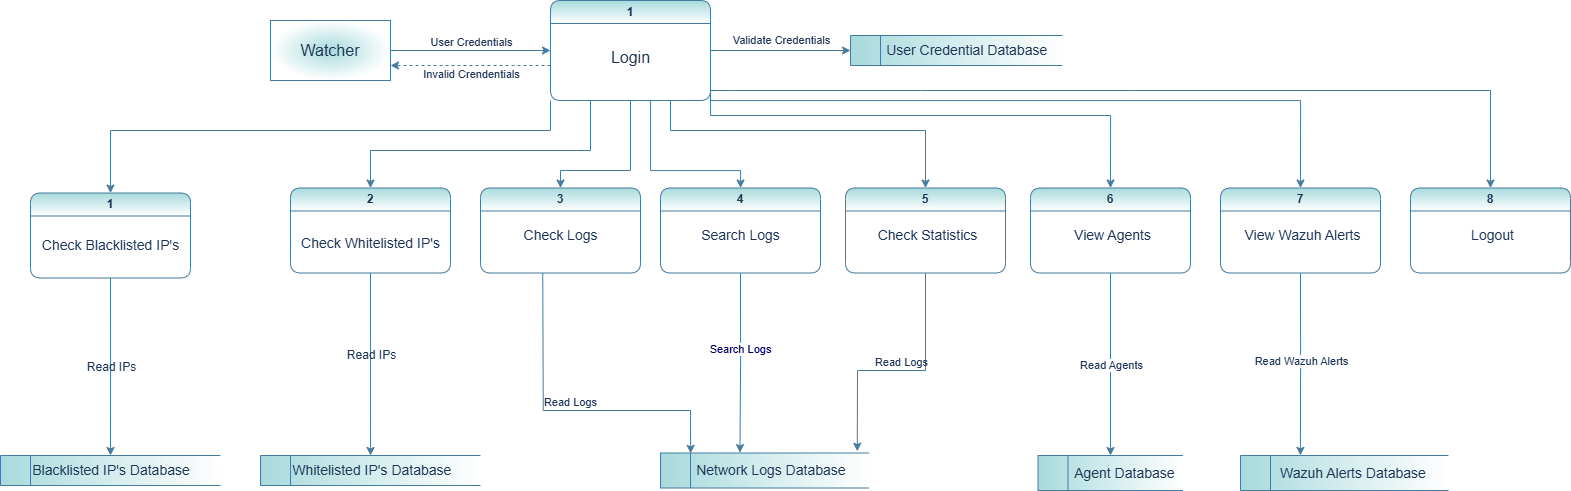 1
Watcher
User Credentials
Invalid Crendentials
Login
Validate Credentials
User Credential Database
1
Check Blacklisted IP's
2
Check Whitelisted IP's
3
Check Logs
4
Search Logs
5
Check Statistics
6
View Agents
7
View Wazuh Alerts
8
Logout
Read IPs
Read IPs
Read Logs
Search Logs
Read Logs
Read Agents
Read Wazuh Alerts
Blacklisted IP's Database
Whitelisted IP's Database
Network Logs Database
Agent Database
Wazuh Alerts Database